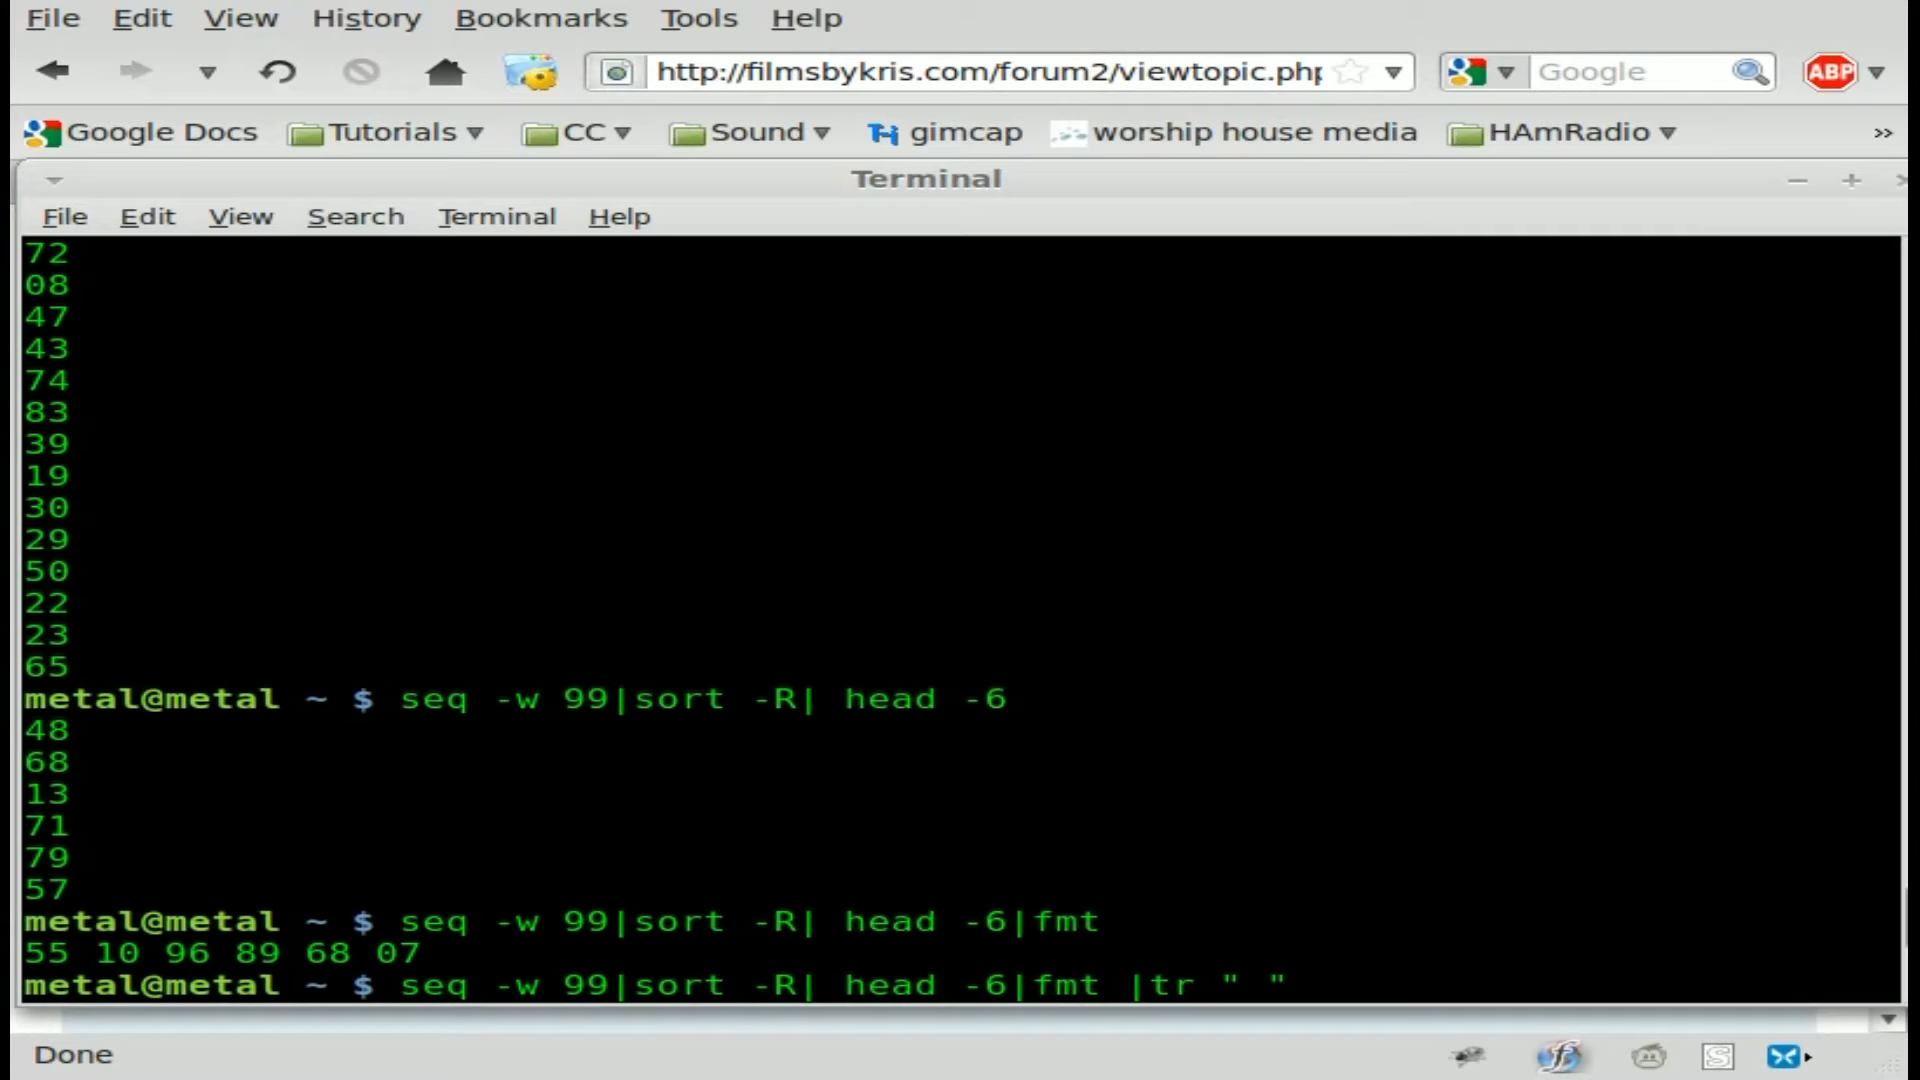 File Edit View History Bookmarks Tools Help
http://filmsbykris.com/forum2/viewtopic.php Google ABP
Google Docs Tutorials CC Sound gimcap worship house media HAmRadio »
Terminal
File Edit View Search Terminal Help
72
08
47
43
74
83
39
19
30
29
50
22
23
65
metal@metal ~ $ seq -w 99|sort -R| head -6
48
68
13
71
79
57
metal@metal ~ $ seq -w 99|sort -R| head -6|fmt
55 10 96 89 68 07
metal@metal ~ $ seq -w 99|sort -R| head -6|fmt |tr " "
Done